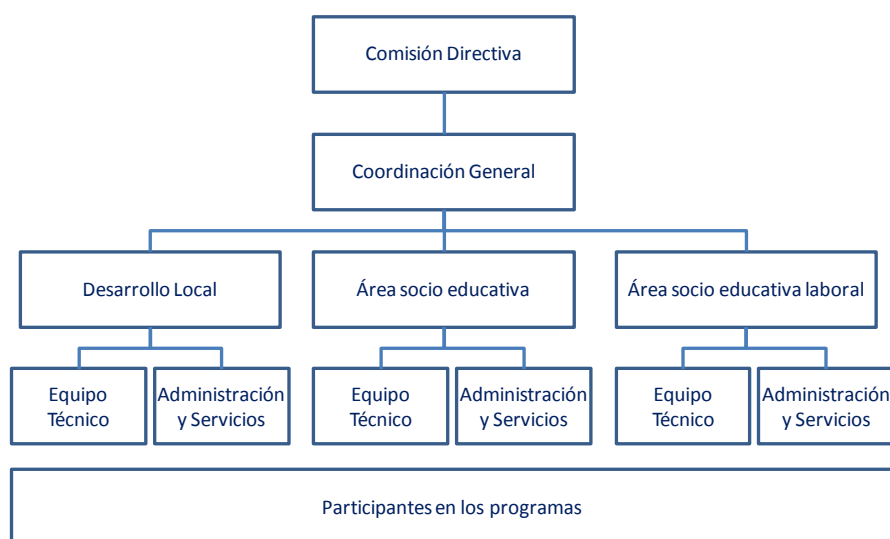 Comisión Directiva
Coordinación General
Desarrollo Local
Área socio educativa
Área socio educativa laboral
Equipo
Técnico
Administración
y Servicios
Equipo
Técnico
Administración
y Servicios
Equipo
Técnico
Administración
y Servicios
Participantes en los programas